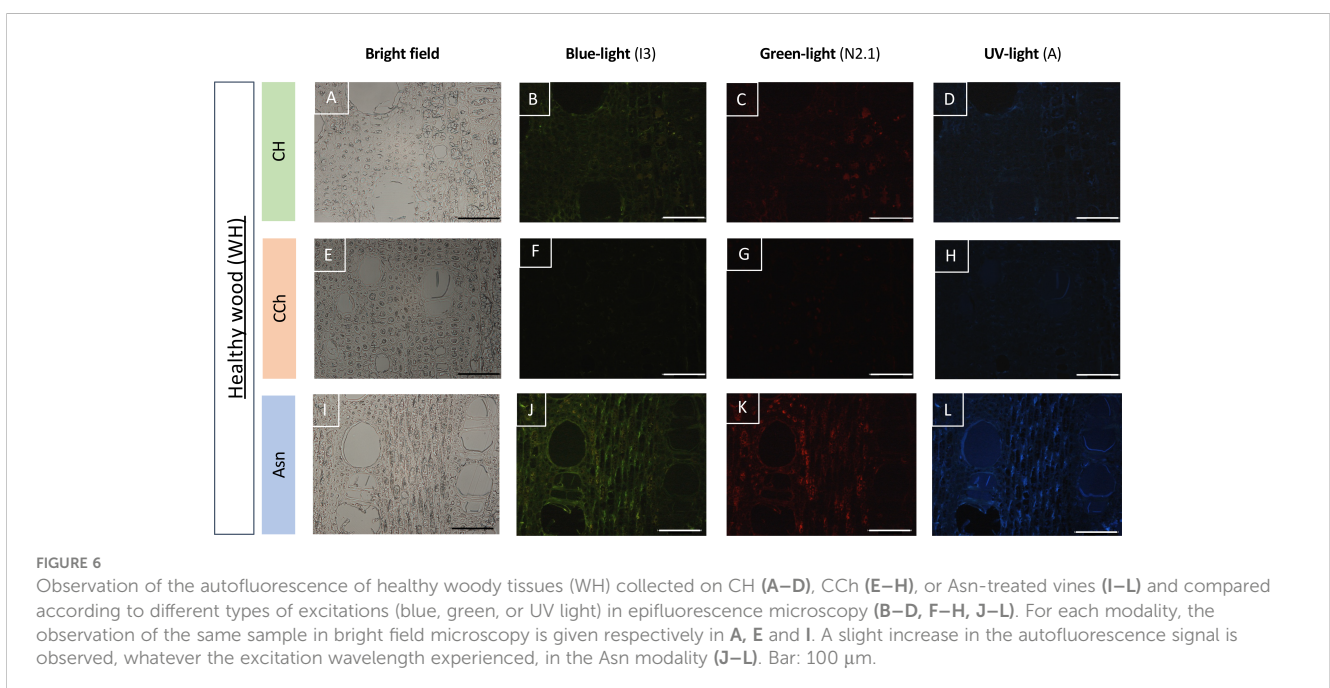 Bright field Blue-light (I3) Green-light (N2.1) UV-light (A)
Healthy wood (WH)
CH
A B C D
CCh
E F G H
Asn
I J K L
FIGURE 6
Observation of the autofluorescence of healthy woody tissues (WH) collected on CH (A–D), CCh (E–H), or Asn-treated vines (I–L) and compared
according to different types of excitations (blue, green, or UV light) in epifluorescence microscopy (B–D, F–H, J–L). For each modality, the
observation of the same sample in bright field microscopy is given respectively in A, E and I. A slight increase in the autofluorescence signal is
observed, whatever the excitation wavelength experienced, in the Asn modality (J–L). Bar: 100 μm.